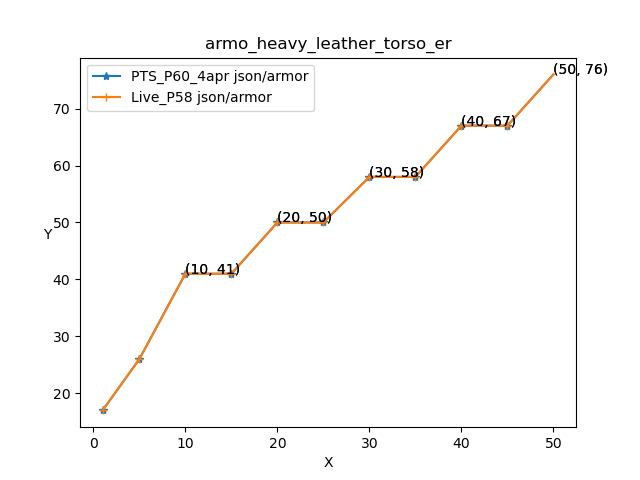 armo_heavy_leather_torso_er
PTS_P60_4apr json/armor
Live_P58 json/armor
(50, 76)
(40, 67)
(30, 58)
(20, 50)
(10, 41)
70
60
50
40
30
20
Y
0 10 20 30 40 50
X